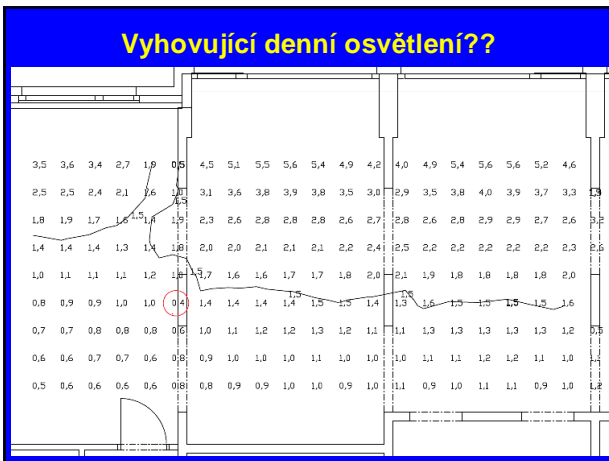 Vyhovující denní osvětlení??
3,5 3,6 3,4 2,7 1,9 0,5 4,5 5,1 5,5 5,6 5,4 4,9 4,2 4,0 4,9 5,4 5,6 5,6 5,2 4,6
2,5 2,5 2,4 2,1 1,6 1,0 3,1 3,6 3,8 3,9 3,8 3,5 3,0 2,9 3,5 3,8 4,0 3,9 3,7 3,3 1,9
1,5
1,8 1,9 1,7 1,6 1,5 1,4 1,9 2,3 2,6 2,8 2,8 2,8 2,6 2,7 2,8 2,6 2,8 2,9 2,9 2,7 2,6 3,2
1,4 1,4 1,4 1,3 1,4 1,8 2,0 2,0 2,1 2,1 2,1 2,2 2,4 2,5 2,2 2,2 2,2 2,2 2,2 2,3 2,6
1,0 1,1 1,1 1,1 1,2 1,5 1,7 1,6 1,6 1,7 1,7 1,8 2,0 2,1 1,9 1,8 1,8 1,8 1,8 2,0
1,5 1,5
0,8 0,9 0,9 1,0 1,0 0,4 1,4 1,4 1,4 1,4 1,5 1,5 1,4 1,3 1,6 1,5 1,5 1,5 1,5 1,6
0,7 0,7 0,8 0,8 0,8 0,6 1,0 1,1 1,2 1,2 1,3 1,2 1,1 1,1 1,3 1,3 1,3 1,3 1,3 1,2 0,5
0,6 0,6 0,7 0,7 0,6 0,8 0,9 1,0 1,0 1,0 1,1 1,0 1,0 1,0 1,1 1,1 1,2 1,2 1,1 1,0
0,5 0,6 0,6 0,6 0,6 0,8 0,8 0,9 0,9 1,0 1,0 0,9 1,0 1,1 0,9 1,0 1,1 1,1 0,9 1,0 1,2